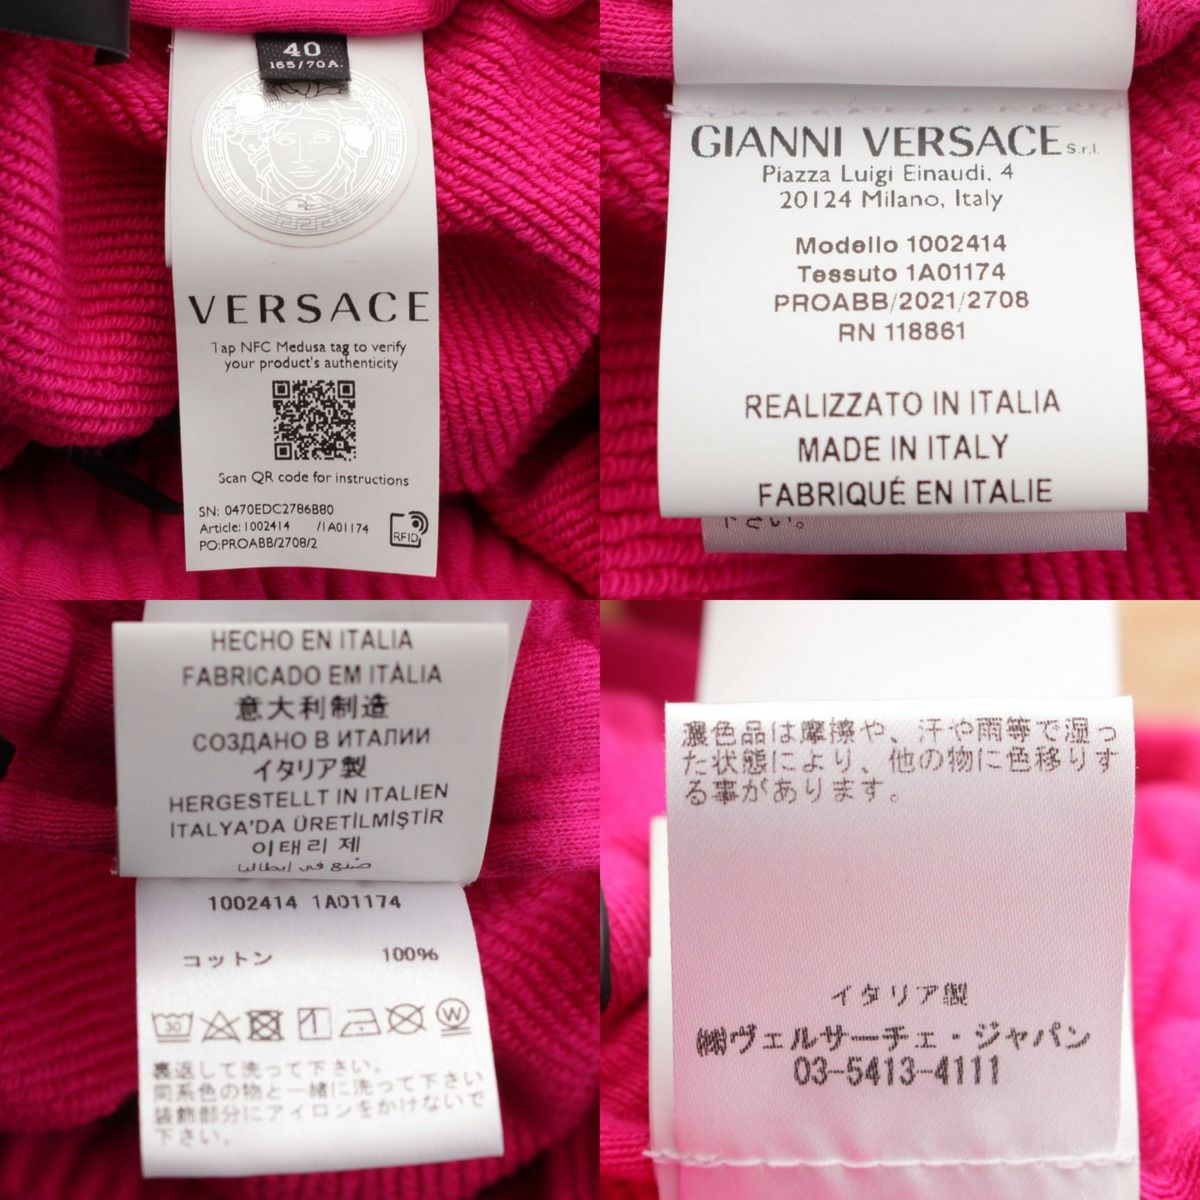 40
165/70A.
VERSACE
Tap NFC Medusa tag to verify
your product's authenticity
Scan QR code for instructions
SN: 0470EDC2786B80
Article: 1002414 /1A01174
PO:PROABB/2708/2
RFID
GIANNI VERSACE S.r.l.
Piazza Luigi Einaudi, 4
20124 Milano, Italy
Modello 1002414
Tessuto 1A01174
PROABB/2021/2708
RN 118861
REALIZZATO IN ITALIA
MADE IN ITALY
FABRIQUÉ EN ITALIE
下さい。
HECHO EN ITALIA
FABRICADO EM ITÁLIA
意大利制造
СОЗДАНО В ИТАЛИИ
イタリア製
HERGESTELLT IN ITALIEN
İTALYA'DA ÜRETİLMİŞTİR
이태리 제
صنع في إيطاليا
1002414 1A01174
コットン 100%
30
W
裏返して洗って下さい。
同系色の物と一緒に洗って下さい
装飾部分にアイロンをかけないで
下さい。
濃色品は摩擦や、汗や雨等で湿っ
た状態により、他の物に色移りす
る事があります。
イタリア製
㈱ヴェルサーチェ・ジャパン
03-5413-4111